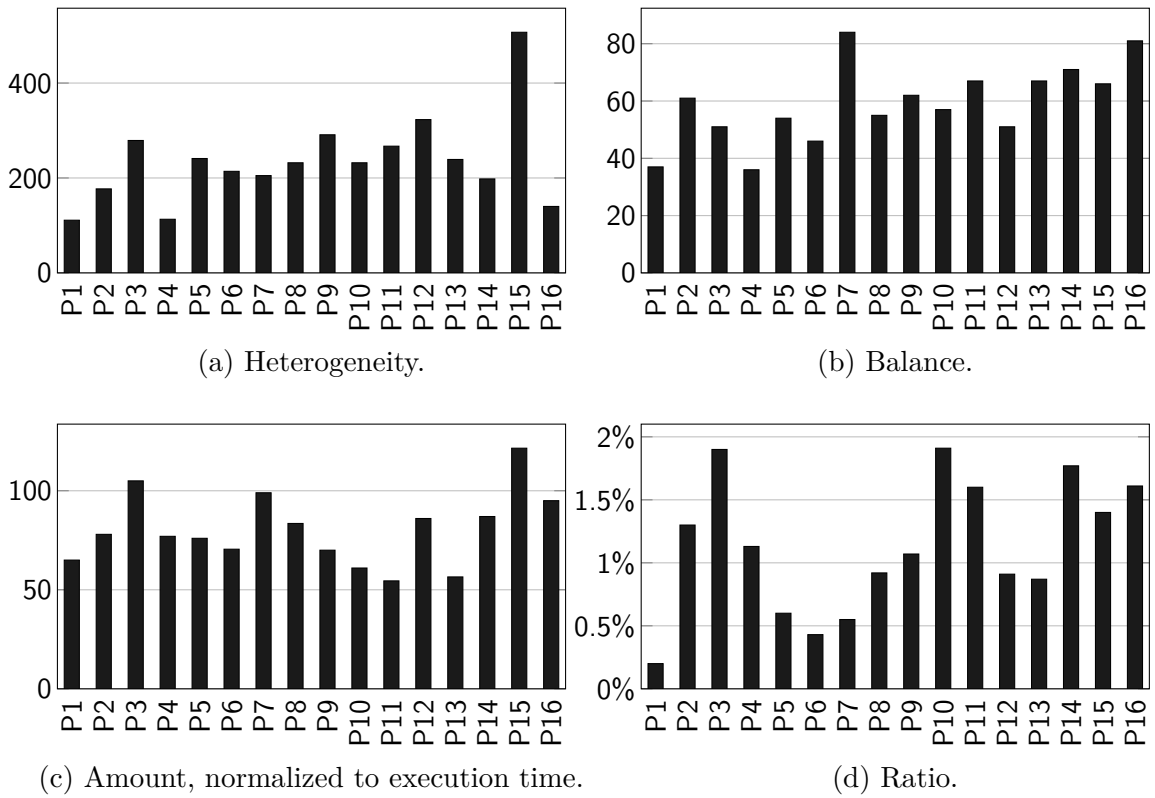 400
200
0
P1 P2 P3 P4 P5 P6 P7 P8 P9 P10 P11 P12 P13 P14 P15 P16
(a) Heterogeneity.
80
60
40
20
0
P1 P2 P3 P4 P5 P6 P7 P8 P9 P10 P11 P12 P13 P14 P15 P16
(b) Balance.
100
50
0
P1 P2 P3 P4 P5 P6 P7 P8 P9 P10 P11 P12 P13 P14 P15 P16
(c) Amount, normalized to execution time.
2%
1.5%
1%
0.5%
0%
P1 P2 P3 P4 P5 P6 P7 P8 P9 P10 P11 P12 P13 P14 P15 P16
(d) Ratio.